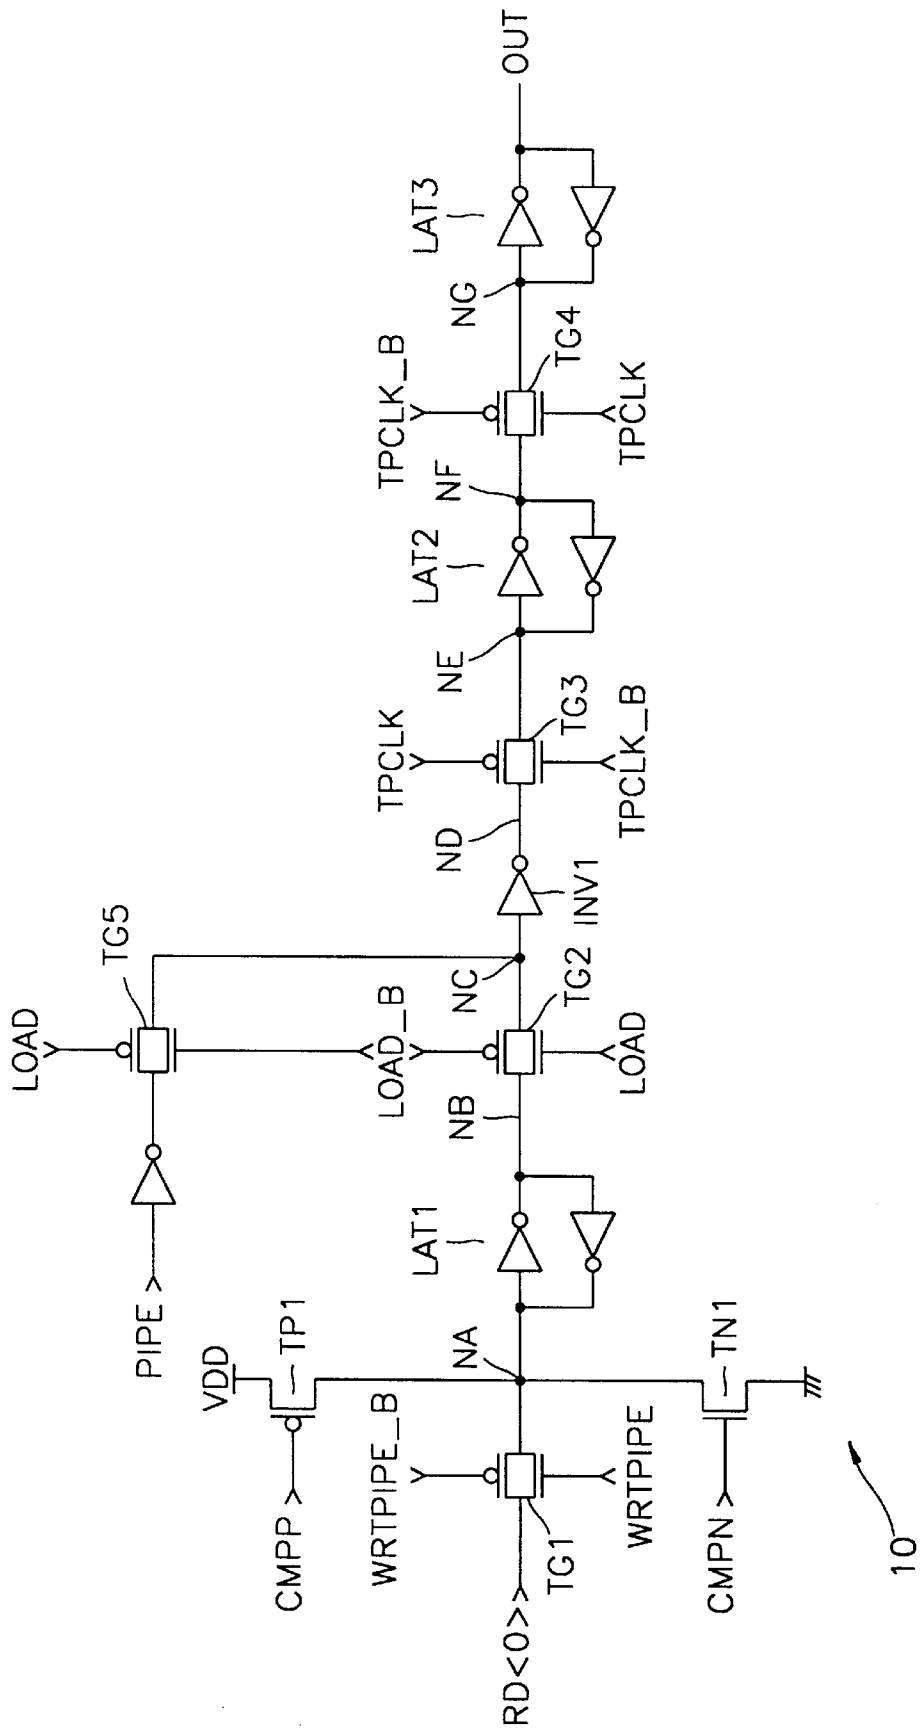 LOAD
TG5
PIPE
VDD
TP1
CMPP
WRTPIPE_B
NA
LAT1
NB
LOAD_B
NC
TPCLK
ND
NE
LAT2
NF
TPCLK_B
NG
LAT3
OUT
RD<0>
TG1
WRTPIPE
CMPN
TN1
LOAD
TG2
INV1
TPCLK_B
TG3
TPCLK
TG4
10